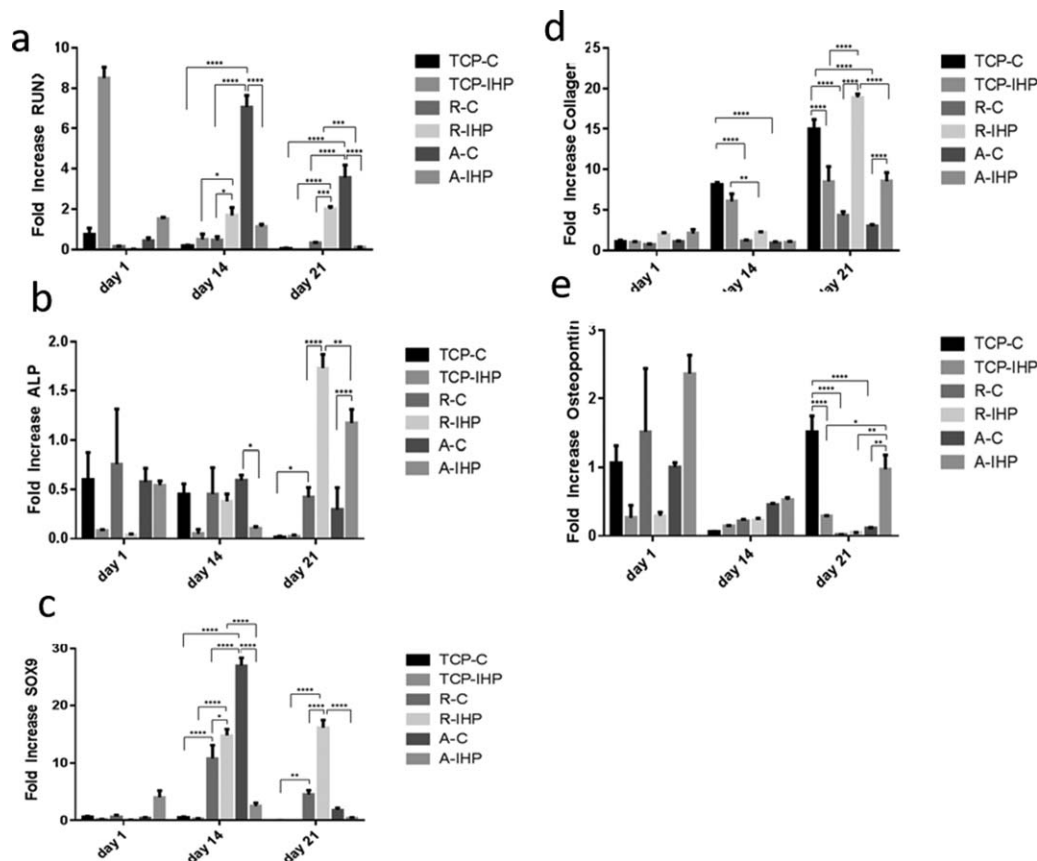 a
Fold Increase RUN
10
8
6
4
2
0
**** **** **** * * **** *** **** **** **** ***
day 1 day 14 day 21
TCP-C
TCP-IHP
R-C
R-IHP
A-C
A-IHP
b
Fold Increase ALP
2.0
1.5
1.0
0.5
0.0
* * **** ** ****
day 1 day 14 day 21
TCP-C
TCP-IHP
R-C
R-IHP
A-C
A-IHP
c
Fold Increase SOX9
30
20
10
0
**** **** **** **** **** * **** **** **** **** **
day 1 day 14 day 21
TCP-C
TCP-IHP
R-C
R-IHP
A-C
A-IHP
d
Fold Increase Collager
25
20
15
10
5
0
**** **** ** **** **** **** **** **** **** ****
day 1 day 14 day 21
TCP-C
TCP-IHP
R-C
R-IHP
A-C
A-IHP
e
Fold Increase Osteopontin
3
2
1
0
**** **** **** * ** **
day 1 day 14 day 21
TCP-C
TCP-IHP
R-C
R-IHP
A-C
A-IHP